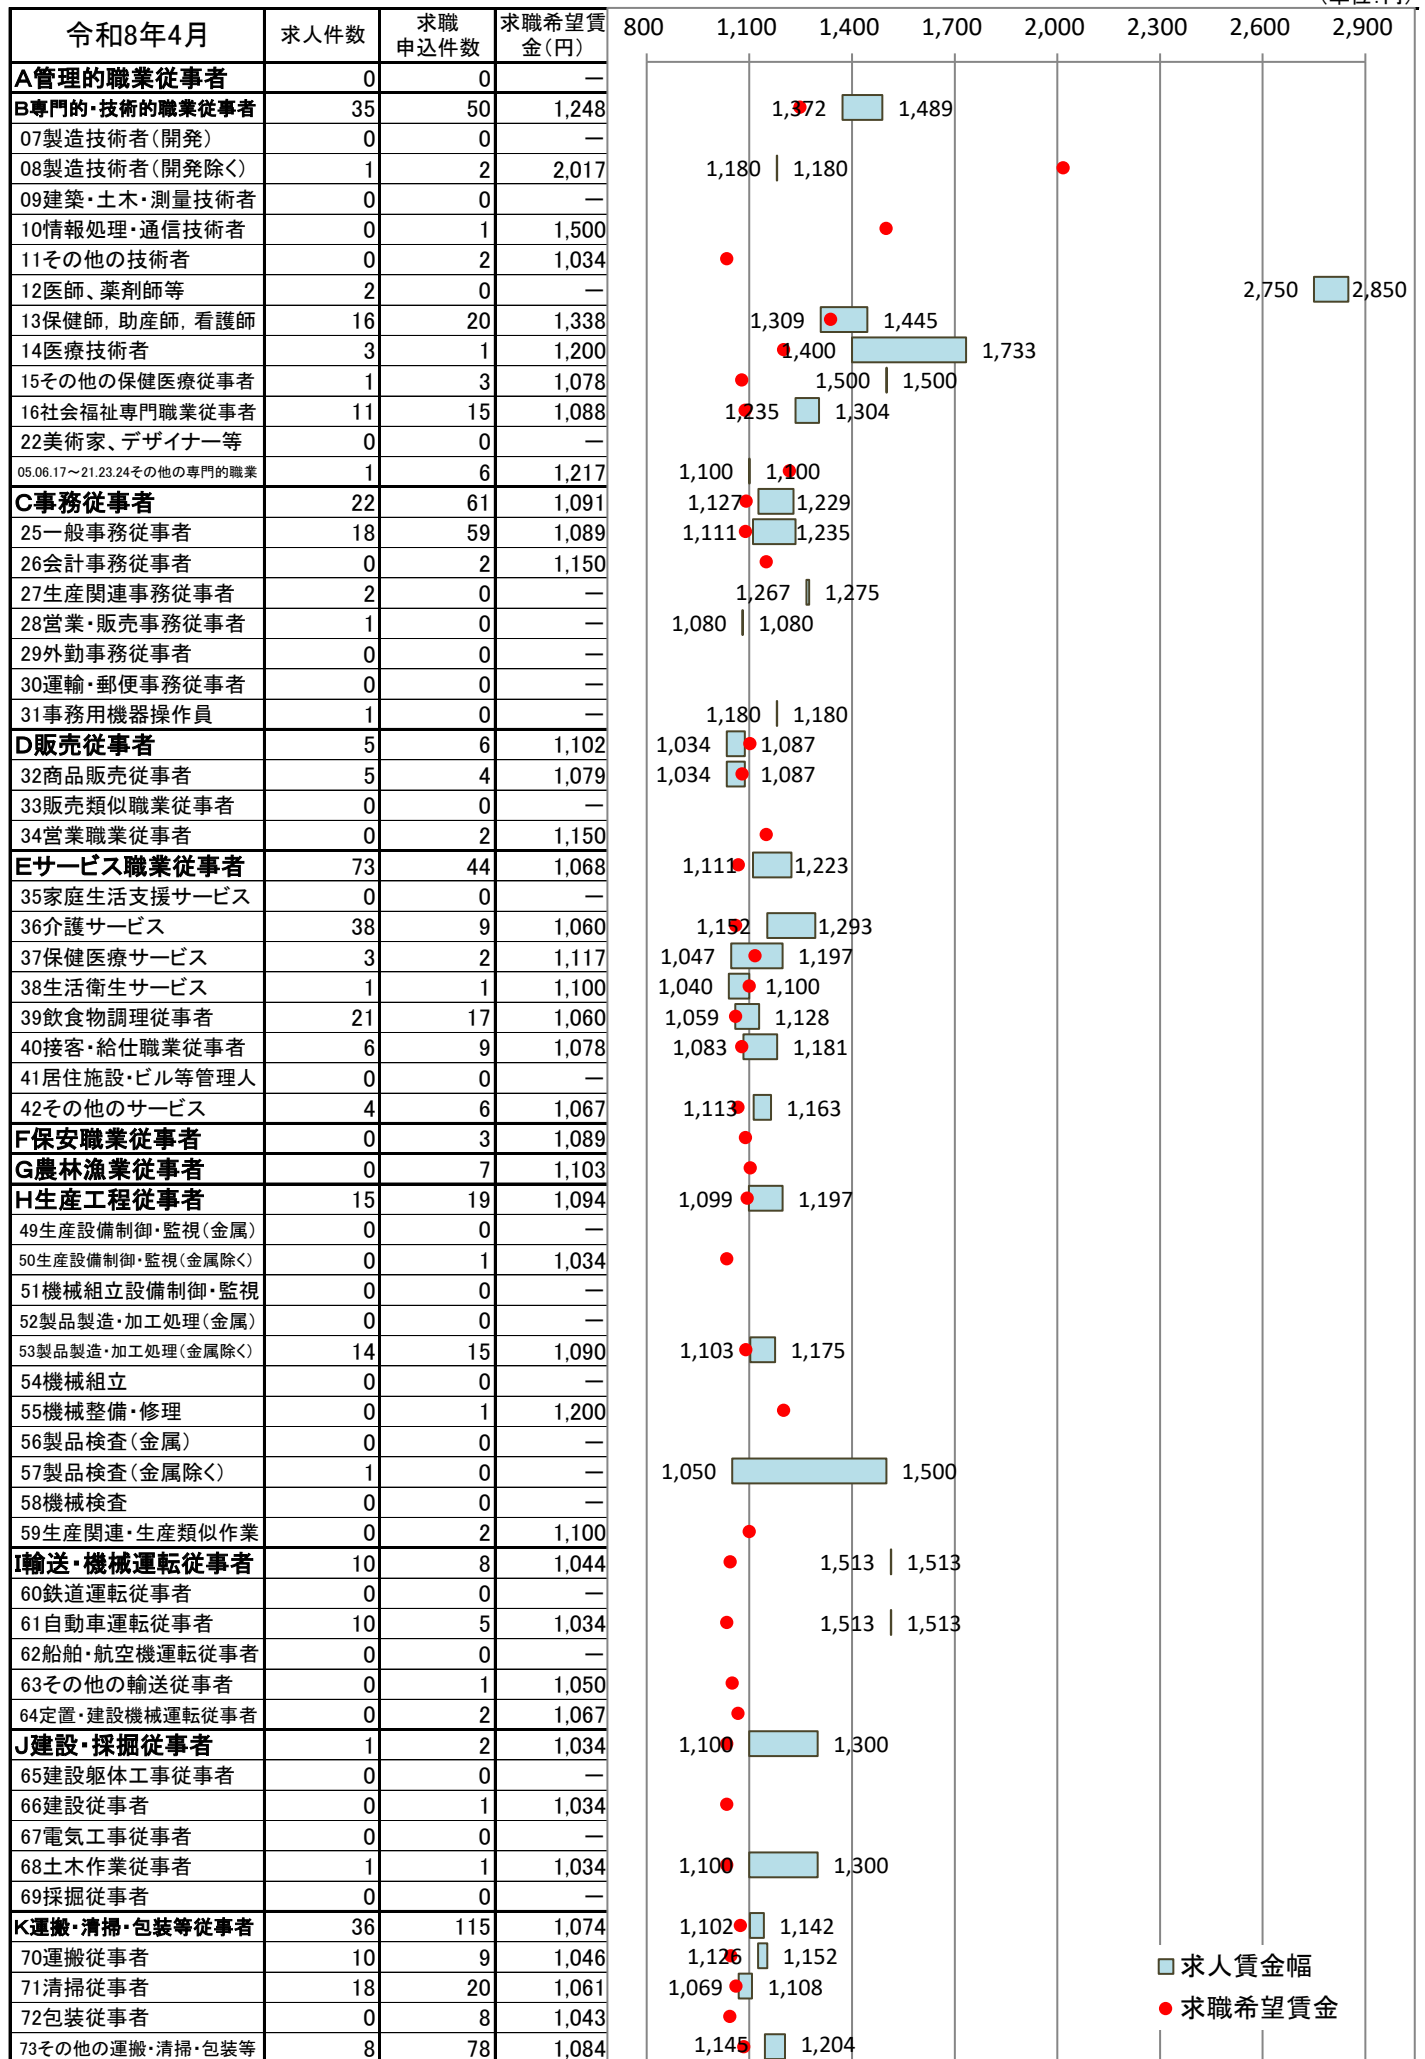 (単位:円)
令和8年4月 求人件数 求職申込件数 求職希望賃金(円) 800 1,100 1,400 1,700 2,000 2,300 2,600 2,900
A管理的職業従事者 0 0 ―
B専門的・技術的職業従事者 35 50 1,248 1,372 1,489
07製造技術者(開発) 0 0 ―
08製造技術者(開発除く) 1 2 2,017 1,180 1,180
09建築・土木・測量技術者 0 0 ―
10情報処理・通信技術者 0 1 1,500
11その他の技術者 0 2 1,034
12医師、薬剤師等 2 0 ― 2,750 2,850
13保健師,助産師,看護師 16 20 1,338 1,309 1,445
14医療技術者 3 1 1,200 1,400 1,733
15その他の保健医療従事者 1 3 1,078 1,500 1,500
16社会福祉専門職業従事者 11 15 1,088 1,235 1,304
22美術家、デザイナー等 0 0 ―
05.06.17～21.23.24その他の専門的職業 1 6 1,217 1,100 1,100
C事務従事者 22 61 1,091 1,127 1,229
25一般事務従事者 18 59 1,089 1,111 1,235
26会計事務従事者 0 2 1,150
27生産関連事務従事者 2 0 ― 1,267 1,275
28営業・販売事務従事者 1 0 ― 1,080 1,080
29外勤事務従事者 0 0 ―
30運輸・郵便事務従事者 0 0 ―
31事務用機器操作員 1 0 ― 1,180 1,180
D販売従事者 5 6 1,102 1,034 1,087
32商品販売従事者 5 4 1,079 1,034 1,087
33販売類似職業従事者 0 0 ―
34営業職業従事者 0 2 1,150
Eサービス職業従事者 73 44 1,068 1,111 1,223
35家庭生活支援サービス 0 0 ―
36介護サービス 38 9 1,060 1,152 1,293
37保健医療サービス 3 2 1,117 1,047 1,197
38生活衛生サービス 1 1 1,100 1,040 1,100
39飲食物調理従事者 21 17 1,060 1,059 1,128
40接客・給仕職業従事者 6 9 1,078 1,083 1,181
41居住施設・ビル等管理人 0 0 ―
42その他のサービス 4 6 1,067 1,113 1,163
F保安職業従事者 0 3 1,089
G農林漁業従事者 0 7 1,103
H生産工程従事者 15 19 1,094 1,099 1,197
49生産設備制御・監視(金属) 0 0 ―
50生産設備制御・監視(金属除く) 0 1 1,034
51機械組立設備制御・監視 0 0 ―
52製品製造・加工処理(金属) 0 0 ―
53製品製造・加工処理(金属除く) 14 15 1,090 1,103 1,175
54機械組立 0 0 ―
55機械整備・修理 0 1 1,200
56製品検査(金属) 0 0 ―
57製品検査(金属除く) 1 0 ― 1,050 1,500
58機械検査 0 0 ―
59生産関連・生産類似作業 0 2 1,100
I輸送・機械運転従事者 10 8 1,044 1,513 1,513
60鉄道運転従事者 0 0 ―
61自動車運転従事者 10 5 1,034 1,513 1,513
62船舶・航空機運転従事者 0 0 ―
63その他の輸送従事者 0 1 1,050
64定置・建設機械運転従事者 0 2 1,067
J建設・採掘従事者 1 2 1,034 1,100 1,300
65建設躯体工事従事者 0 0 ―
66建設従事者 0 1 1,034
67電気工事従事者 0 0 ―
68土木作業従事者 1 1 1,034 1,100 1,300
69採掘従事者 0 0 ―
K運搬・清掃・包装等従事者 36 115 1,074 1,102 1,142
70運搬従事者 10 9 1,046 1,126 1,152
71清掃従事者 18 20 1,061 1,069 1,108
72包装従事者 0 8 1,043
73その他の運搬・清掃・包装等 8 78 1,084 1,145 1,204
求人賃金幅
求職希望賃金